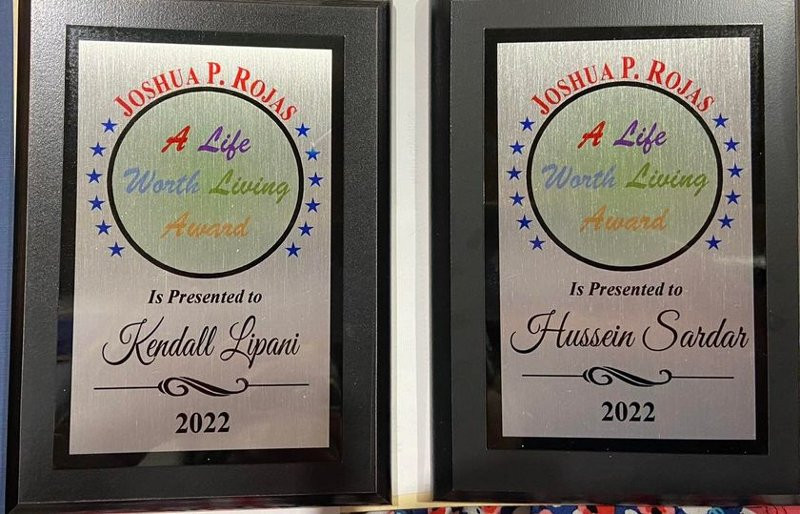 JOSHUA P. ROJAS
A Life
Worth Living
Award
Is Presented to
Kendall Lipani
2022
JOSHUA P. ROJAS
A Life
Worth Living
Award
Is Presented to
Hussein Sardar
2022